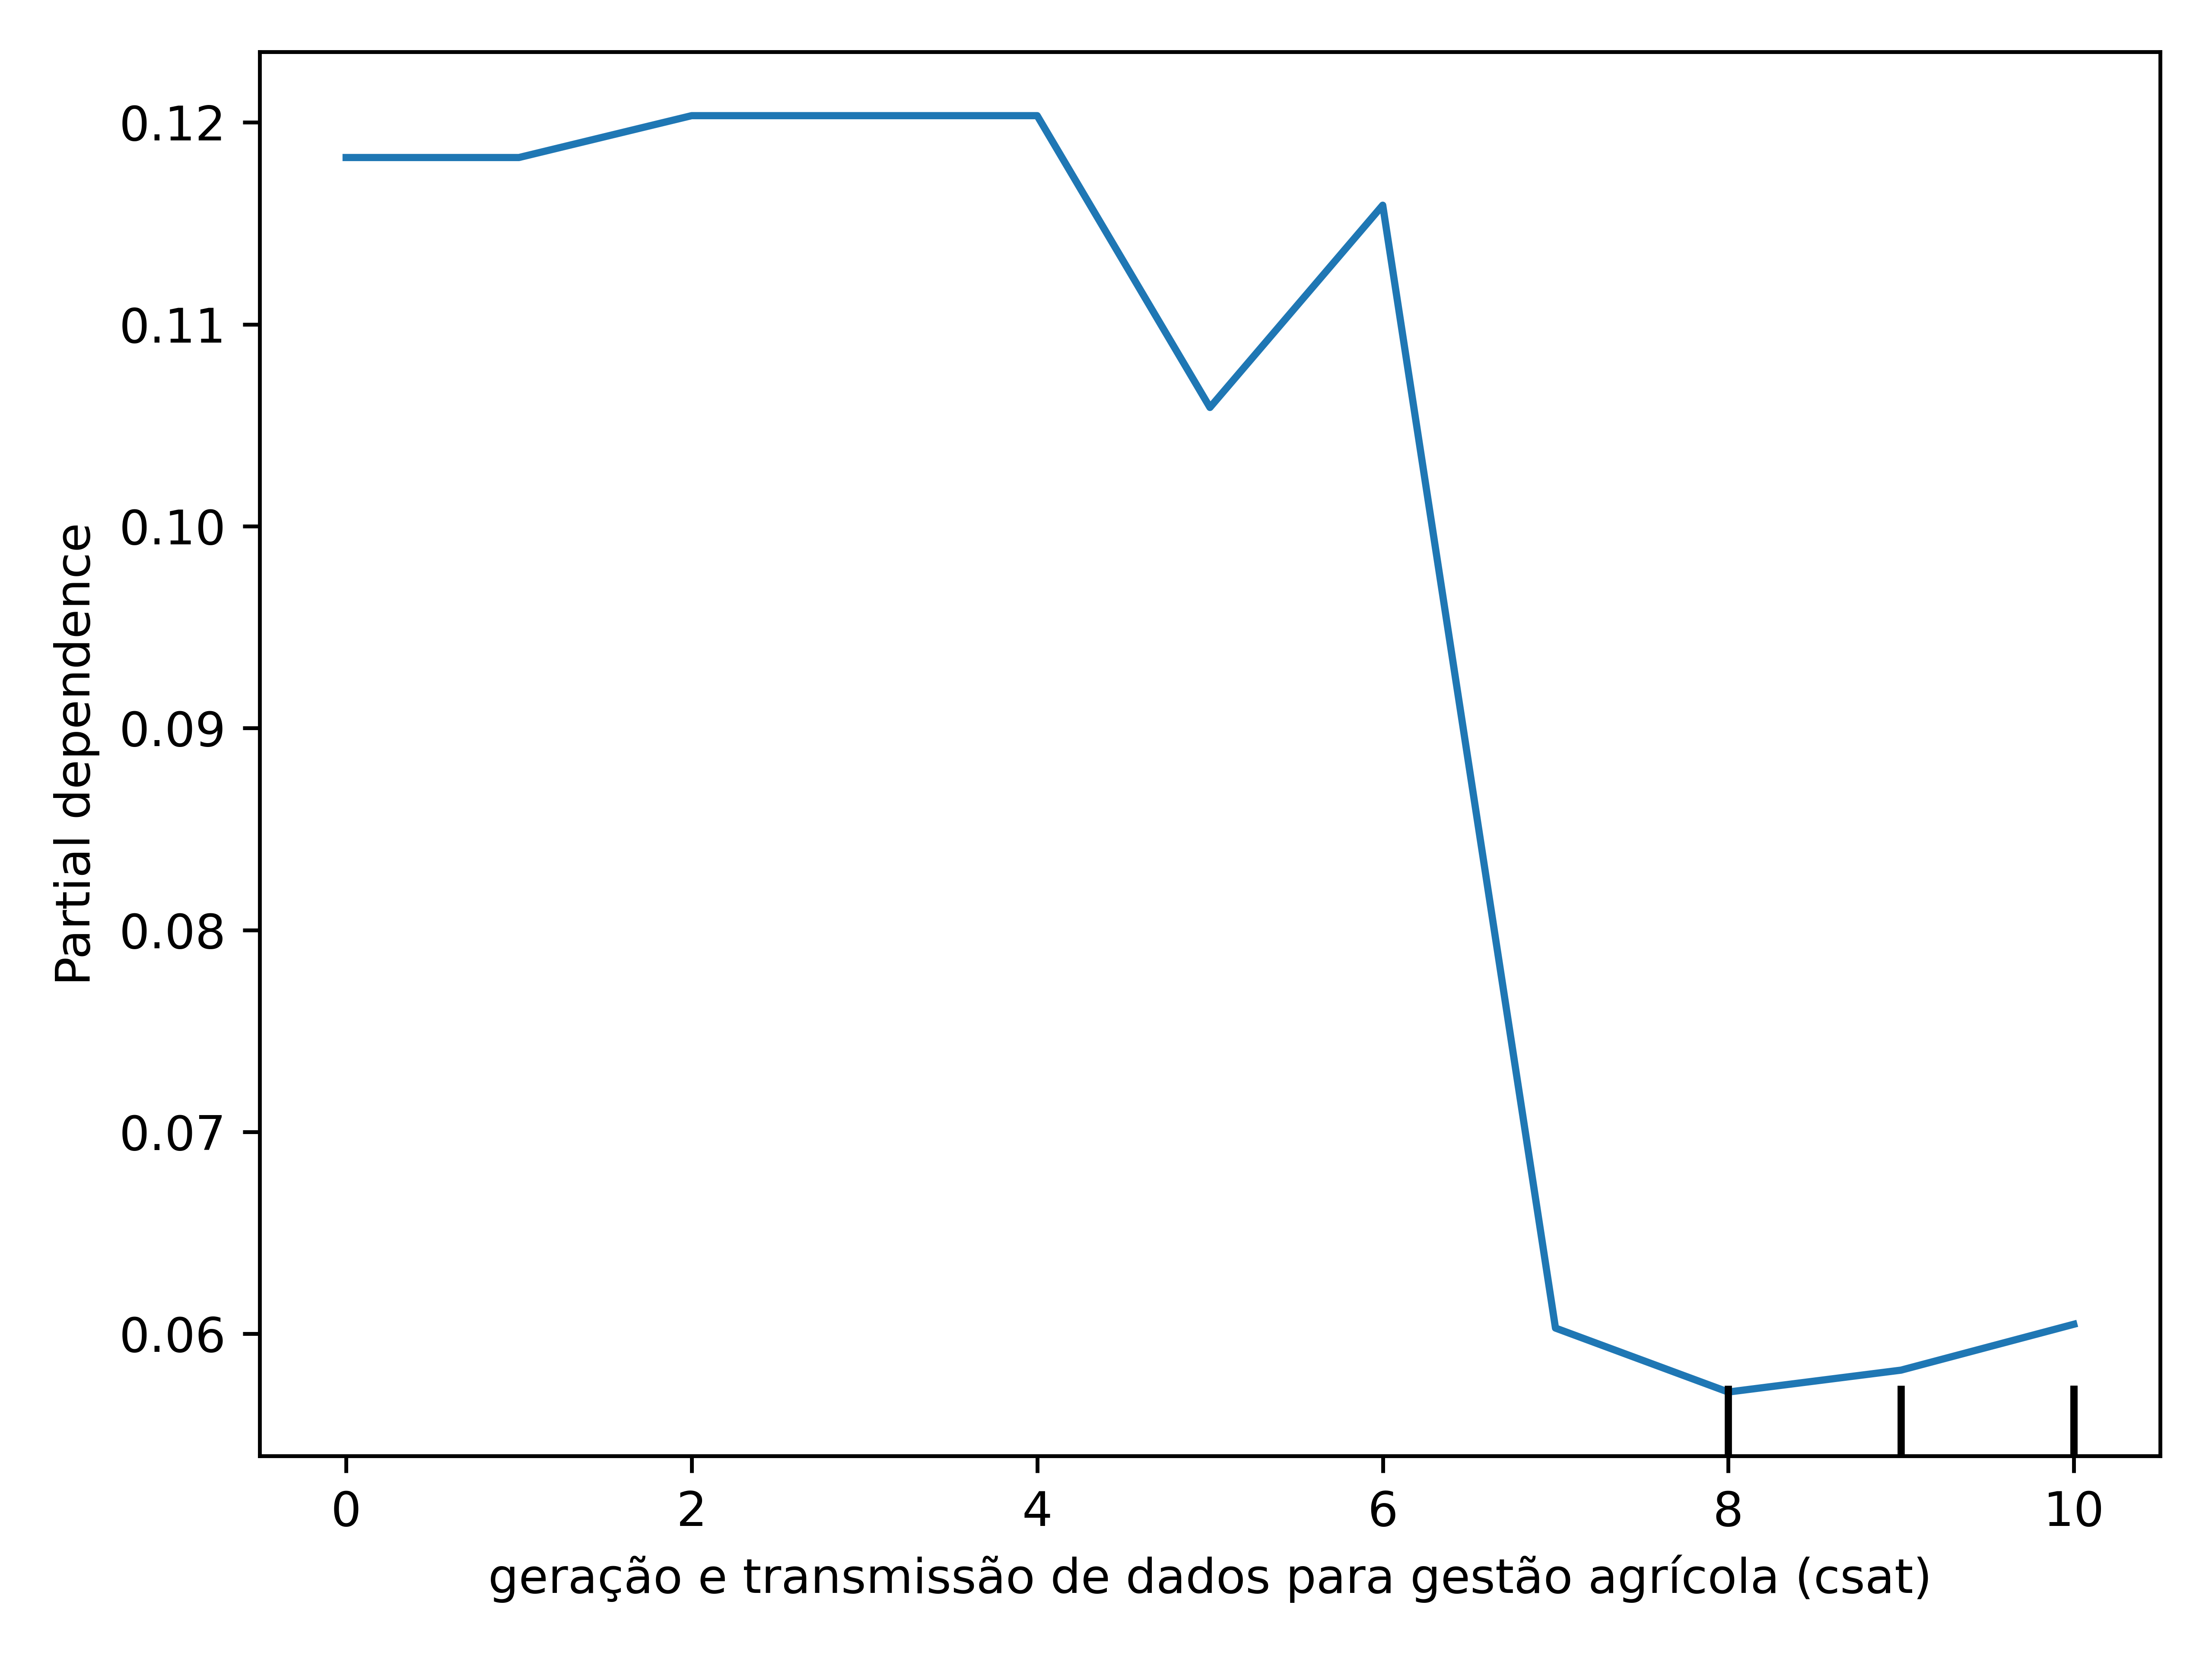 0.12
0.11
0.10
0.09
0.08
0.07
0.06
Partial dependence
0 2 4 6 8 10
geração e transmissão de dados para gestão agrícola (csat)